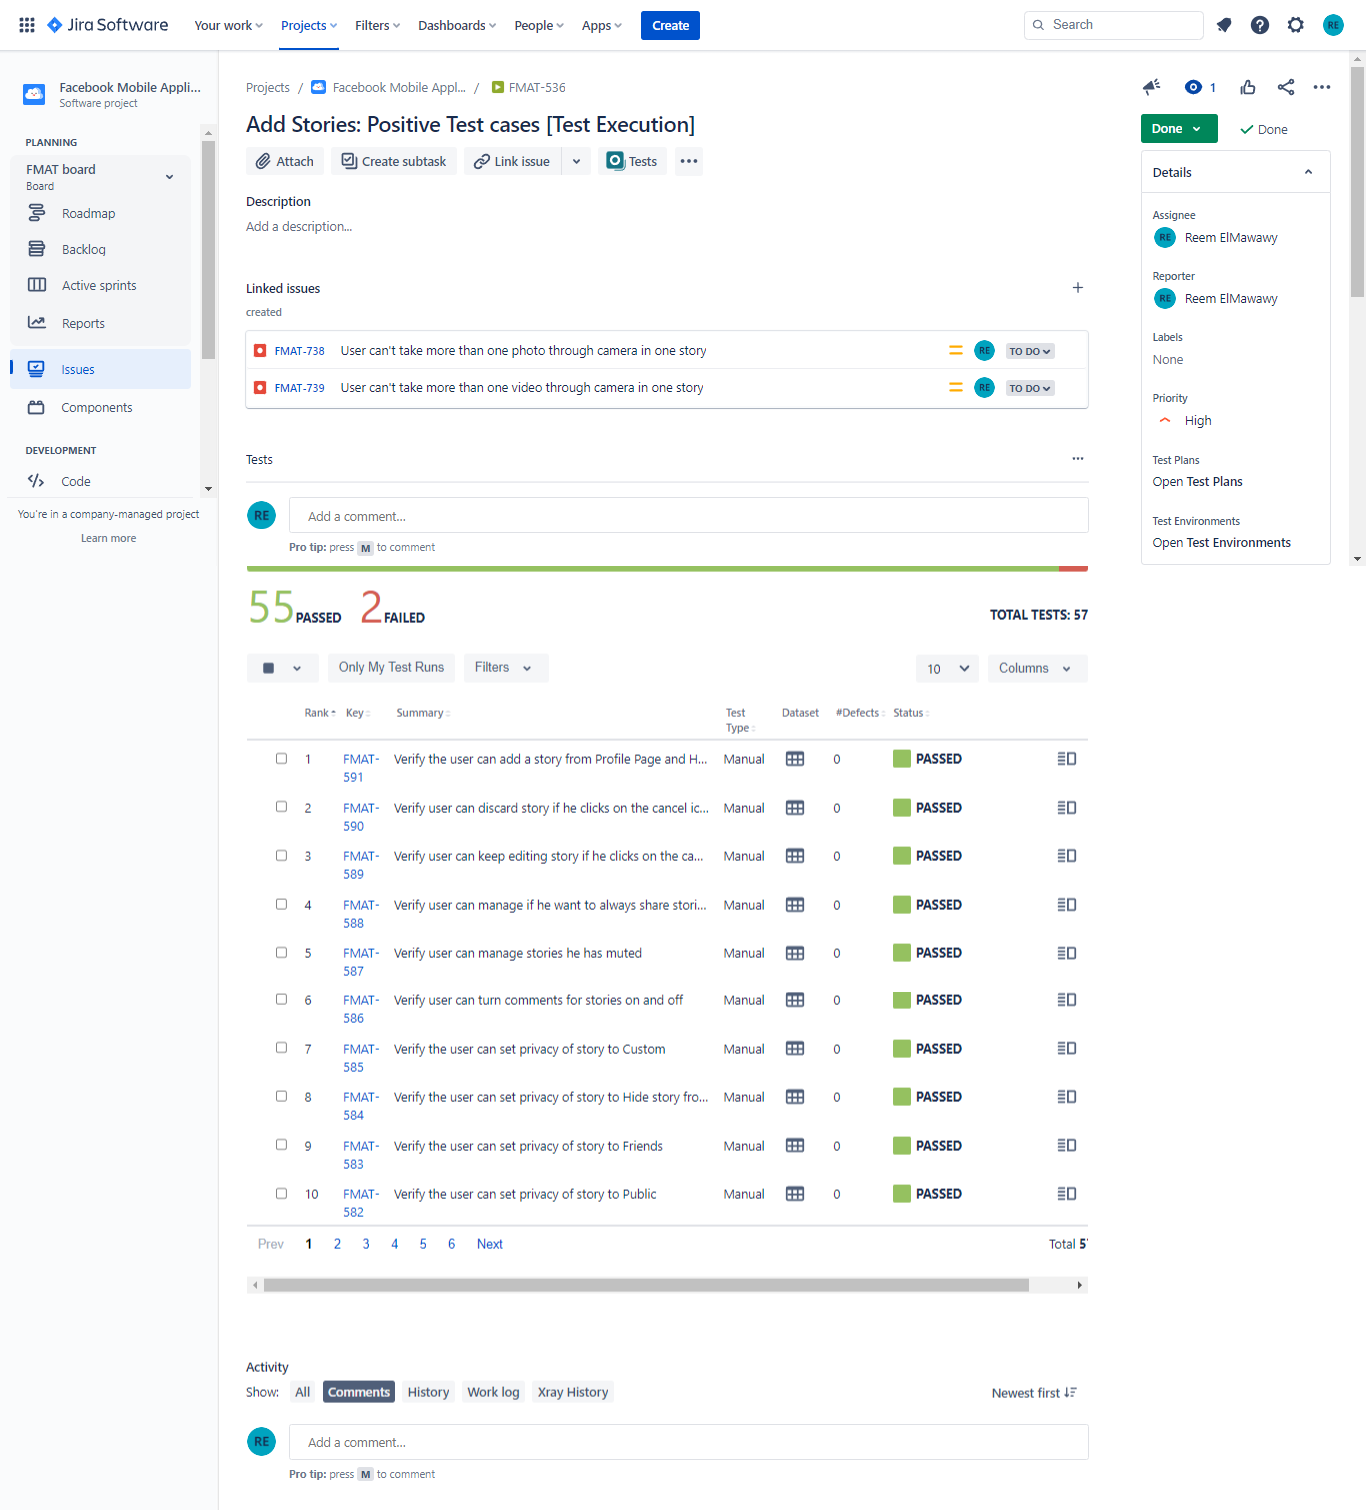 Jira Software Your work Projects Filters Dashboards People Apps Create Search RE
Facebook Mobile Appli...
Software project
PLANNING
FMAT board
Board
Roadmap
Backlog
Active sprints
Reports
Issues
Components
DEVELOPMENT
Code
You're in a company-managed project
Learn more
Projects / Facebook Mobile Appl... / FMAT-536
Add Stories: Positive Test cases [Test Execution]
Attach Create subtask Link issue Tests
Description
Add a description...
Linked issues
created
FMAT-738 User can't take more than one photo through camera in one story RE TO DO
FMAT-739 User can't take more than one video through camera in one story RE TO DO
Tests
RE Add a comment...
Pro tip: press M to comment
55 PASSED 2 FAILED TOTAL TESTS: 57
Only My Test Runs Filters 10 Columns
Rank Key Summary Test Type Dataset #Defects Status
1 FMAT-591 Verify the user can add a story from Profile Page and H... Manual 0 PASSED
2 FMAT-590 Verify user can discard story if he clicks on the cancel ic... Manual 0 PASSED
3 FMAT-589 Verify user can keep editing story if he clicks on the ca... Manual 0 PASSED
4 FMAT-588 Verify user can manage if he want to always share stori... Manual 0 PASSED
5 FMAT-587 Verify user can manage stories he has muted Manual 0 PASSED
6 FMAT-586 Verify user can turn comments for stories on and off Manual 0 PASSED
7 FMAT-585 Verify the user can set privacy of story to Custom Manual 0 PASSED
8 FMAT-584 Verify the user can set privacy of story to Hide story fro... Manual 0 PASSED
9 FMAT-583 Verify the user can set privacy of story to Friends Manual 0 PASSED
10 FMAT-582 Verify the user can set privacy of story to Public Manual 0 PASSED
Prev 1 2 3 4 5 6 Next Total
Activity
Show: All Comments History Work log Xray History Newest first
RE Add a comment...
Pro tip: press M to comment
1
Done Done
Details
Assignee
RE Reem ElMawawy
Reporter
RE Reem ElMawawy
Labels
None
Priority
High
Test Plans
Open Test Plans
Test Environments
Open Test Environments